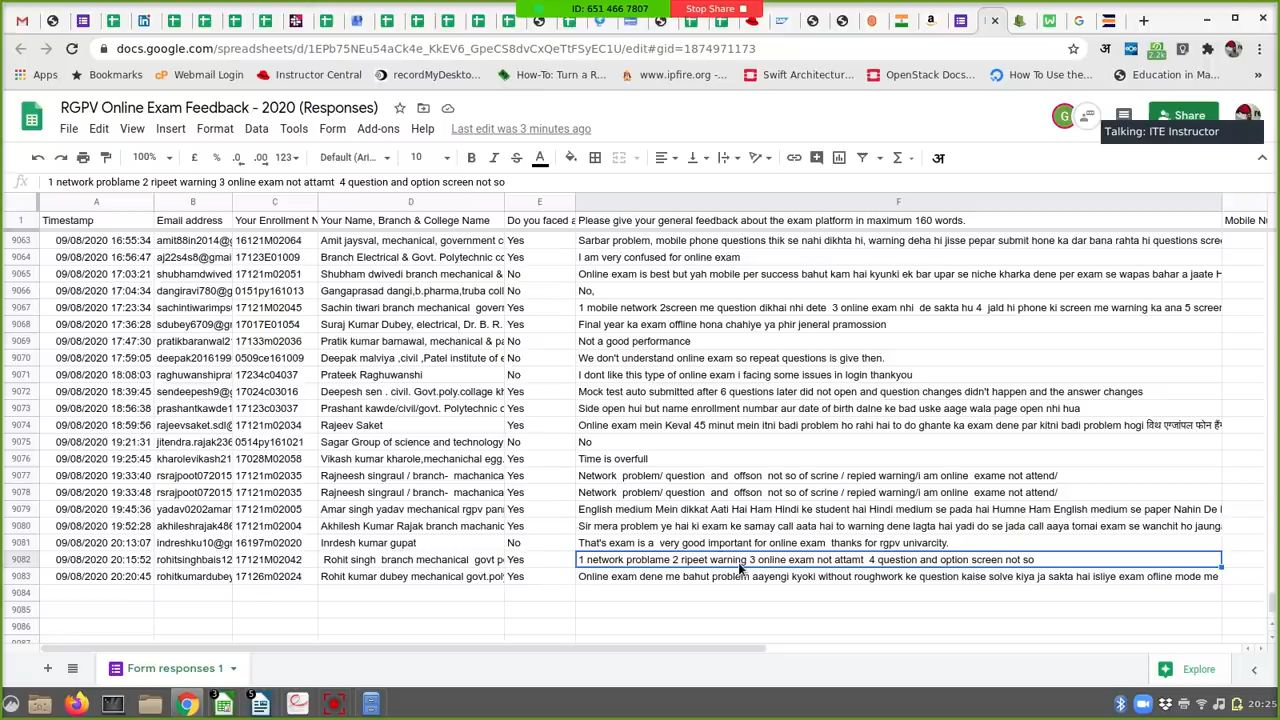 ID: 651 466 7807 Stop Share
docs.google.com/spreadsheets/d/1EPb75NEu54aCk4e_KkEV6_GpeCS8dvCxQeTtFSyEC1U/edit#gid=1874971173
Apps Bookmarks Webmail Login Instructor Central recordMyDeskto... How-To: Turn a R... www.ipfire.org -... Swift Architectur... OpenStack Docs... How To Use the... Education in Ma...
RGPV Online Exam Feedback - 2020 (Responses)
Share
File Edit View Insert Format Data Tools Form Add-ons Help Last edit was 3 minutes ago
Talking: ITE Instructor
100% £ % .0 .00 123 Default (Ari... 10 B I S A अ
fx 1 network problame 2 ripeet warning 3 online exam not attamt 4 question and option screen not so
A B C D E F
1 Timestamp Email address Your Enrollment N Your Name, Branch & College Name Do you faced a Please give your general feedback about the exam platform in maximum 160 words. Mobile Nu
9063 09/08/2020 16:55:34 amit88in2014@g 16121M02064 Amit jaysval, mechanical, government c Yes Sarbar problem, mobile phone questions thik se nahi dikhta hi, warning deha hi jisse pepar submit hone ka dar bana rahta hi questions scree
9064 09/08/2020 16:56:47 aj22s4s8@gmai 17123E01009 Branch Electrical & Govt. Polytechnic co Yes I am very confused for online exam
9065 09/08/2020 17:03:21 shubhamdwived 17121m02051 Shubham dwivedi branch mechanical & No Online exam is best but yah mobile per success bahut kam hai kyunki ek bar upar se niche kharka dene per exam se wapas bahar a jaate H
9066 09/08/2020 17:04:34 dangiravi780@g 0151py161013 Gangaprasad dangi,b.pharma,truba coll No No,
9067 09/08/2020 17:23:34 sachintiwarimps 17121M02045 Sachin tiwari branch mechanical govern Yes 1 mobile network 2screen me question dikhai nhi dete 3 online exam nhi de sakta hu 4 jald hi phone ki screen me warning ka ana 5 screen
9068 09/08/2020 17:36:28 sdubey6709@gr 17017E01054 Suraj Kumar Dubey, electrical, Dr. B. R. Yes Final year ka exam offline hona chahiye ya phir jeneral pramossion
9069 09/08/2020 17:47:30 pratikbaranwal2 17133m02036 Pratik kumar barnawal, mechanical & pa No Not a good performance
9070 09/08/2020 17:59:05 deepak2016199 0509ce161009 Deepak malviya ,civil ,Patel institute of e No We don't understand online exam so repeat questions is give then.
9071 09/08/2020 18:08:03 raghuwanshipra 17234c04037 Prateek Raghuwanshi No I dont like this type of online exam i facing some issues in login thankyou
9072 09/08/2020 18:39:45 sendeepesh9@g 17024c03016 Deepesh sen . civil. Govt.poly.collage kh Yes Mock test auto submitted after 6 questions later did not open and question changes didn't happen and the answer changes
9073 09/08/2020 18:56:38 prashantkawde1 17123c03037 Prashant kawde/civil/govt. Polytechnic c Yes Side open hui but name enrollment numbar aur date of birth dalne ke bad uske aage wala page open nhi hua
9074 09/08/2020 18:59:56 rajeevsaket.sdl@ 17121m02034 Rajeev Saket Yes Online exam mein Keval 45 minut mein itni badi problem ho rahi hai to do ghante ka exam dene par kitni badi problem hogi विथ एग्जांपल फोन हैंग
9075 09/08/2020 19:21:31 jitendra.rajak236 0514py161021 Sagar Group of science and technology No No
9076 09/08/2020 19:25:45 kharolevikash21 17028M02058 Vikash kumar kharole,mechanichal egg. Yes Time is overfull
9077 09/08/2020 19:33:40 rsrajpoot072015 17121m02035 Rajneesh singraul / branch- machanica Yes Network problem/ question and offson not so of scrine / repied warning/i am online exame not attend/
9078 09/08/2020 19:33:48 rsrajpoot072015 17121m02035 Rajneesh singraul / branch- machanica Yes Network problem/ question and offson not so of scrine / repied warning/i am online exame not attend/
9079 09/08/2020 19:45:36 yadav0202amar 17121m02005 Amar singh yadav mechanical rgpv pan Yes English medium Mein dikkat Aati Hai Ham Hindi ke student hai Hindi medium se padha hai Humne Ham English medium se paper Nahin De
9080 09/08/2020 19:52:28 akhileshrajak486 17121m02004 Akhilesh Kumar Rajak branch machanic Yes Sir mera problem ye hai ki exam ke samay call aata hai to warning dene lagta hai yadi do se jada call aaya tomai exam se wanchit ho jaung
9081 09/08/2020 20:13:07 indreshku10@g 16197m02020 Inrdesh kumar gupat No That's exam is a very good important for online exam thanks for rgpv univarcity.
9082 09/08/2020 20:15:52 rohitsinghbais12 17121M02042 Rohit singh branch mechanical govt p Yes 1 network problame 2 ripeet warning 3 online exam not attamt 4 question and option screen not so
9083 09/08/2020 20:20:45 rohitkumardubey 17126m02024 Rohit kumar dubey mechanical govt.poly Yes Online exam dene me bahut problem aayengi kyoki without roughwork ke question kaise solve kiya ja sakta hai isliye exam ofline mode me
9084
9085
9086
9087
Form responses 1 Explore
3 5 20:25